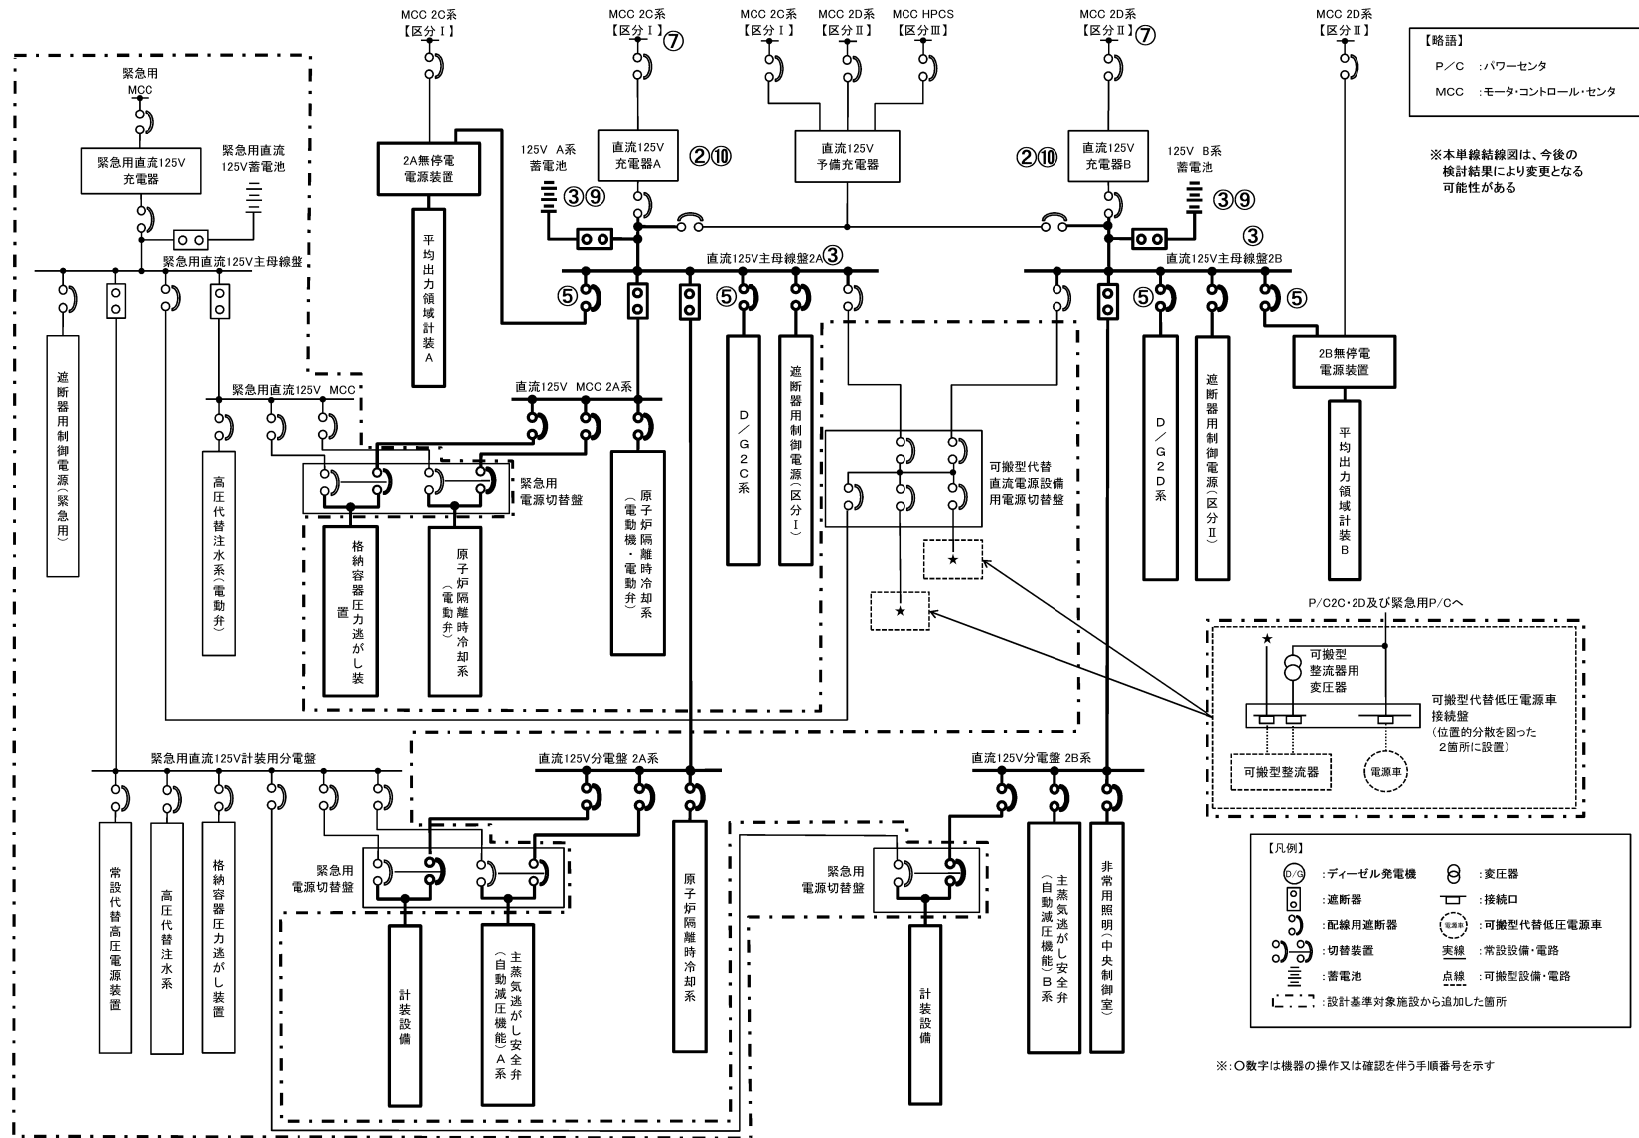 MCC 2C系
【区分Ⅰ】
MCC 2C系
【区分Ⅰ】
⑦
MCC 2C系
【区分Ⅰ】
MCC 2D系
【区分Ⅱ】
MCC HPCS
【区分Ⅲ】
MCC 2D系
【区分Ⅱ】
⑦
MCC 2D系
【区分Ⅱ】
【略語】
P/C :パワーセンタ
MCC :モータ・コントロール・センタ
※本単線結線図は、今後の
検討結果により変更となる
可能性がある
緊急用
MCC
緊急用直流125V
充電器
緊急用直流
125V蓄電池
2A無停電
電源装置
125V A系
蓄電池
③⑨
直流125V
充電器A
②⑩
直流125V
予備充電器
②⑩
直流125V
充電器B
125V B系
蓄電池
③⑨
平均出力領域計装A
緊急用直流125V主母線盤
直流125V主母線盤2A
③
直流125V主母線盤2B
③
⑤
⑤
⑤
⑤
遮断器用制御電源(緊急用)
緊急用直流125V MCC
直流125V MCC 2A系
D/G2C系
遮断器用制御電源(区分Ⅰ)
D/G2D系
遮断器用制御電源(区分Ⅱ)
2B無停電
電源装置
平均出力領域計装B
高圧代替注水系(電動弁)
緊急用
電源切替盤
格納容器圧力逃がし装置
原子炉隔離時冷却系
(電動弁)
原子炉隔離時冷却系
(電動機・電動弁)
可搬型代替
直流電源設備
用電源切替盤
★
★
P/C2C・2D及び緊急用P/Cへ
★
可搬型
整流器用
変圧器
可搬型代替低圧電源車
接続盤
(位置的分散を図った
2箇所に設置)
可搬型整流器
電源車
緊急用直流125V計装用分電盤
直流125V分電盤 2A系
直流125V分電盤 2B系
常設代替高圧電源装置
高圧代替注水系
格納容器圧力逃がし装置
緊急用
電源切替盤
計装設備
主蒸気逃がし安全弁
(自動減圧機能)A系
原子炉隔離時冷却系
緊急用
電源切替盤
計装設備
主蒸気逃がし安全弁
(自動減圧機能)B系
非常用照明(中央制御室)
【凡例】
D/G :ディーゼル発電機
:変圧器
:遮断器
:接続口
:配線用遮断器
電源車 :可搬型代替低圧電源車
:切替装置
実線 :常設設備・電路
:蓄電池
点線 :可搬型設備・電路
:設計基準対象施設から追加した箇所
※:○数字は機器の操作又は確認を伴う手順番号を示す